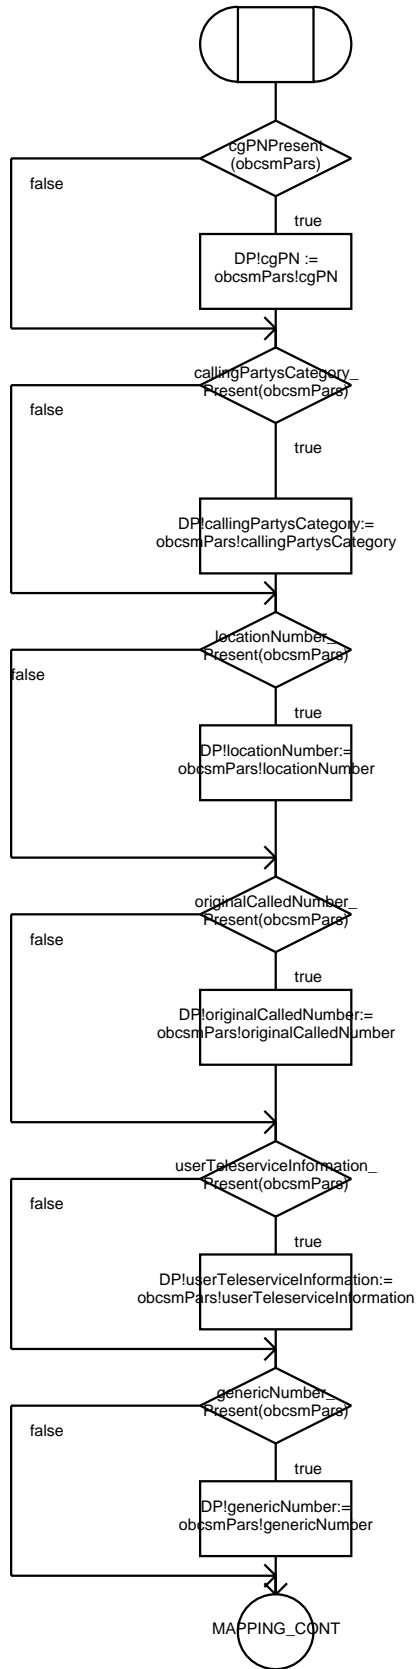 cgPNPresent
(obcsmPars)
false
true
DP!cgPN :=
obcsmPars!cgPN
callingPartysCategory_
Present(obcsmPars)
false
true
DP!callingPartysCategory:=
obcsmPars!callingPartysCategory
locationNumber_
Present(obcsmPars)
false
true
DP!locationNumber:=
obcsmPars!locationNumber
originalCalledNumber_
Present(obcsmPars)
false
true
DP!originalCalledNumber:=
obcsmPars!originalCalledNumber
userTeleserviceInformation_
Present(obcsmPars)
false
true
DP!userTeleserviceInformation:=
obcsmPars!userTeleserviceInformation
genericNumber_
Present(obcsmPars)
false
true
DP!genericNumber:=
obcsmPars!genericNumber
MAPPING_CONT